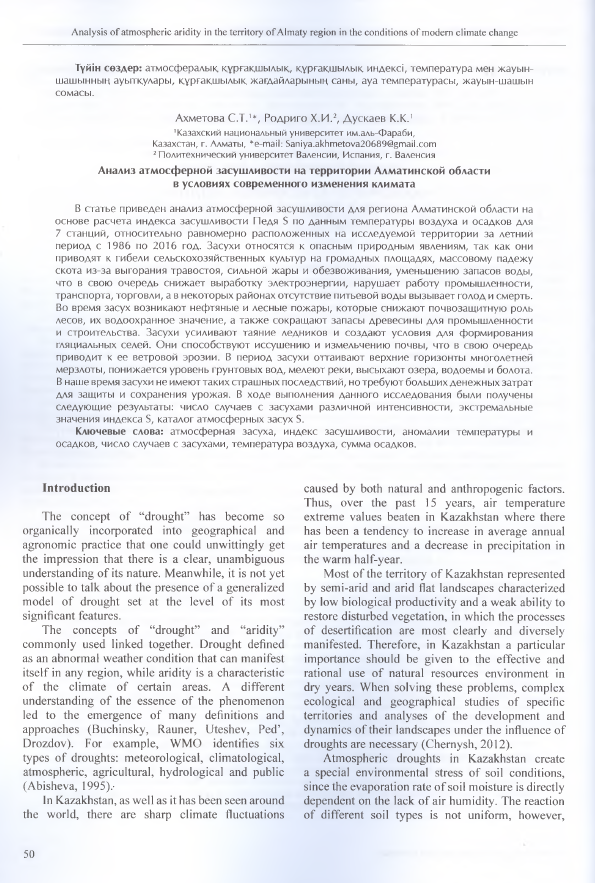 Analysis of atmospheric aridity in the territory of Almaty region in the conditions of modern climate change
Түйін сөздер: атмосфералық құрғақшылық, құрғақшылық индексі, температура мен жауын-
шашынның ауытқулары, құрғақшылық жағдайларының саны, ауа температурасы, жауын-шашын
сомасы.
Ахметова С.Т.¹*, Родриго Х.И.², Дускаев К.К.¹
¹Казахский национальный университет им.аль-Фараби,
Казахстан, г. Алматы, *e-mail: Saniya.akhmetova20689@gmail.com
² Политехнический университет Валенсии, Испания, г. Валенсия
Анализ атмосферной засушливости на территории Алматинской области
в условиях современного изменения климата
В статье приведен анализ атмосферной засушливости для региона Алматинской области на
основе расчета индекса засушливости Педя S по данным температуры воздуха и осадков для
7 станций, относительно равномерно расположенных на исследуемой территории за летний
период с 1986 по 2016 год. Засухи относятся к опасным природным явлениям, так как они
приводят к гибели сельскохозяйственных культур на громадных площадях, массовому падежу
скота из-за выгорания травостоя, сильной жары и обезвоживания, уменьшению запасов воды,
что в свою очередь снижает выработку электроэнергии, нарушает работу промышленности,
транспорта, торговли, а в некоторых районах отсутствие питьевой воды вызывает голод и смерть.
Во время засух возникают нефтяные и лесные пожары, которые снижают почвозащитную роль
лесов, их водоохранное значение, а также сокращают запасы древесины для промышленности
и строительства. Засухи усиливают таяние ледников и создают условия для формирования
гляциальных селей. Они способствуют иссушению и измельчению почвы, что в свою очередь
приводит к ее ветровой эрозии. В период засухи оттаивают верхние горизонты многолетней
мерзлоты, понижается уровень грунтовых вод, мелеют реки, высыхают озера, водоемы и болота.
В наше время засухи не имеют таких страшных последствий, но требуют больших денежных затрат
для защиты и сохранения урожая. В ходе выполнения данного исследования были получены
следующие результаты: число случаев с засухами различной интенсивности, экстремальные
значения индекса S, каталог атмосферных засух S.
Ключевые слова: атмосферная засуха, индекс засушливости, аномалии температуры и
осадков, число случаев с засухами, температура воздуха, сумма осадков.
Introduction
The concept of “drought” has become so
organically incorporated into geographical and
agronomic practice that one could unwittingly get
the impression that there is a clear, unambiguous
understanding of its nature. Meanwhile, it is not yet
possible to talk about the presence of a generalized
model of drought set at the level of its most
significant features.
The concepts of “drought” and “aridity”
commonly used linked together. Drought defined
as an abnormal weather condition that can manifest
itself in any region, while aridity is a characteristic
of the climate of certain areas. A different
understanding of the essence of the phenomenon
led to the emergence of many definitions and
approaches (Buchinsky, Rauner, Uteshev, Ped’,
Drozdov). For example, WMO identifies six
types of droughts: meteorological, climatological,
atmospheric, agricultural, hydrological and public
(Abisheva, 1995).
In Kazakhstan, as well as it has been seen around
the world, there are sharp climate fluctuations
caused by both natural and anthropogenic factors.
Thus, over the past 15 years, air temperature
extreme values beaten in Kazakhstan where there
has been a tendency to increase in average annual
air temperatures and a decrease in precipitation in
the warm half-year.
Most of the territory of Kazakhstan represented
by semi-arid and arid flat landscapes characterized
by low biological productivity and a weak ability to
restore disturbed vegetation, in which the processes
of desertification are most clearly and diversely
manifested. Therefore, in Kazakhstan a particular
importance should be given to the effective and
rational use of natural resources environment in
dry years. When solving these problems, complex
ecological and geographical studies of specific
territories and analyses of the development and
dynamics of their landscapes under the influence of
droughts are necessary (Chernysh, 2012).
Atmospheric droughts in Kazakhstan create
a special environmental stress of soil conditions,
since the evaporation rate of soil moisture is directly
dependent on the lack of air humidity. The reaction
of different soil types is not uniform, however,
50